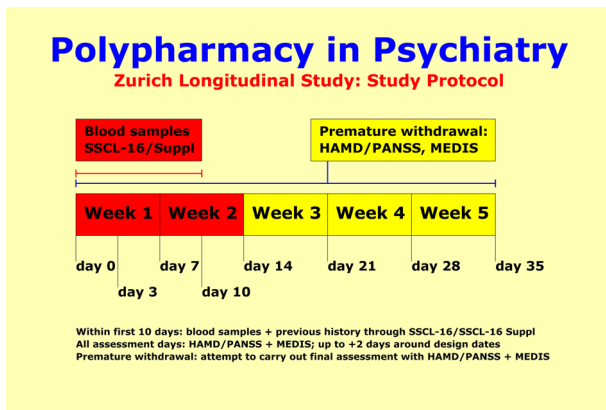 Polypharmacy in Psychiatry
Zurich Longitudinal Study: Study Protocol
Blood samples
SSCL-16/Suppl
Premature withdrawal:
HAMD/PANSS, MEDIS
Week 1 Week 2 Week 3 Week 4 Week 5
day 0 day 7 day 14 day 21 day 28 day 35
day 3 day 10
Within first 10 days: blood samples + previous history through SSCL-16/SSCL-16 Suppl
All assessment days: HAMD/PANSS + MEDIS; up to +2 days around design dates
Premature withdrawal: attempt to carry out final assessment with HAMD/PANSS + MEDIS